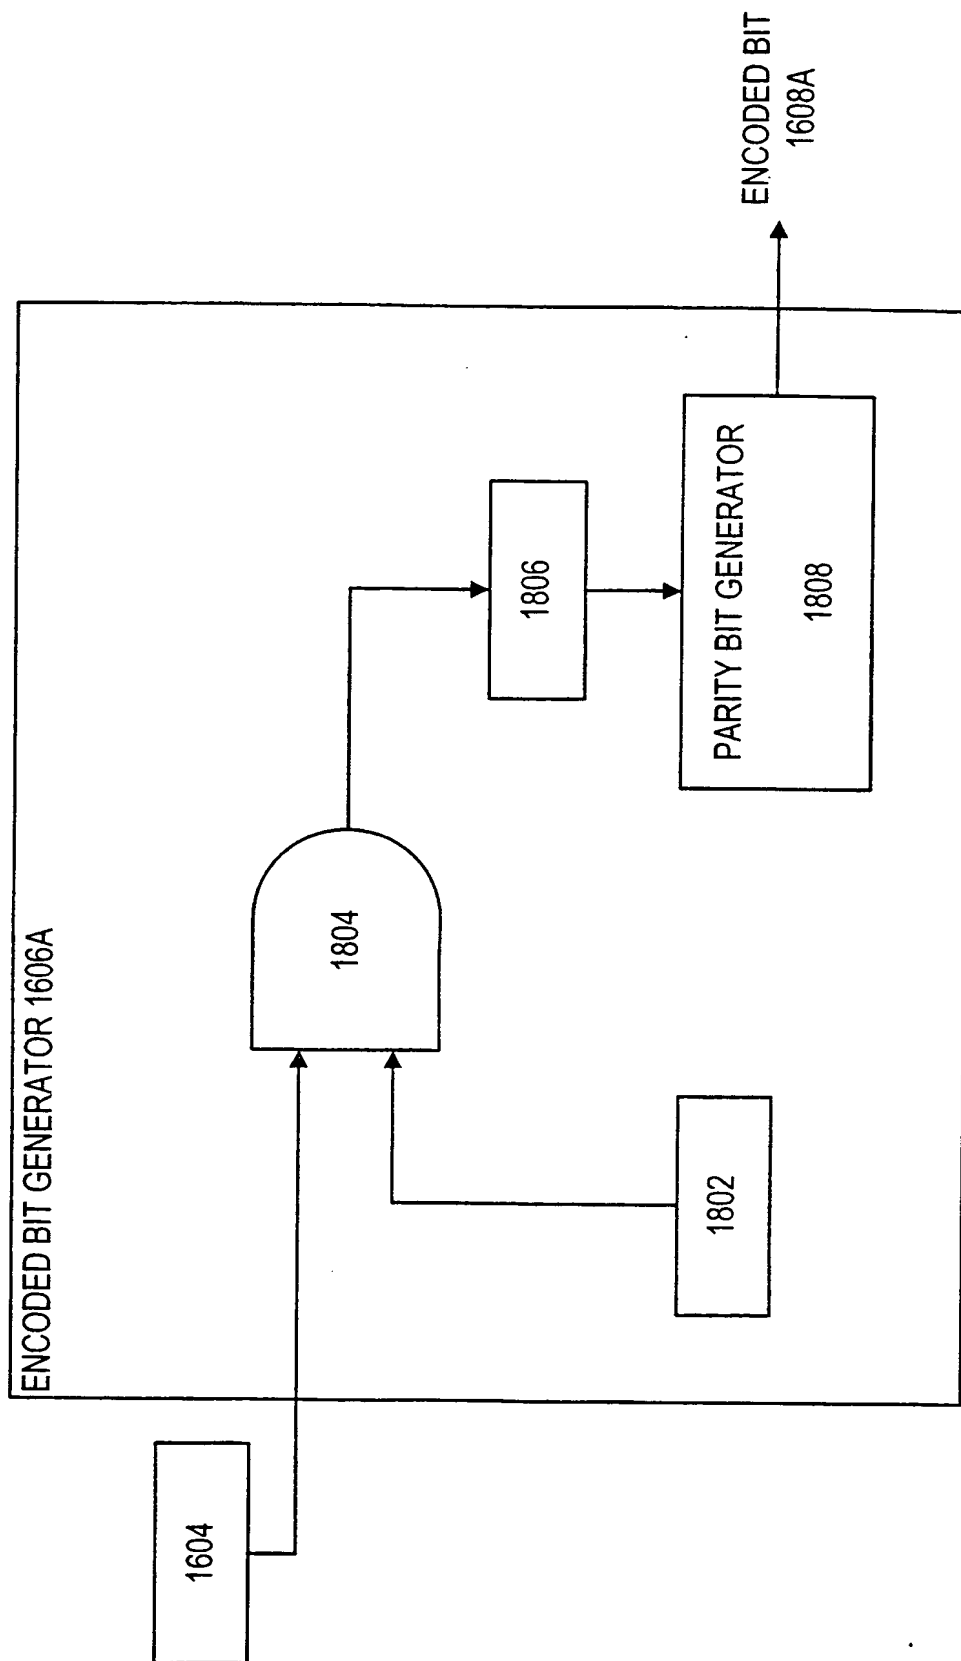 ENCODED BIT GENERATOR 1606A
1604
1804
1802
1806
PARITY BIT GENERATOR
1808
ENCODED BIT
1608A